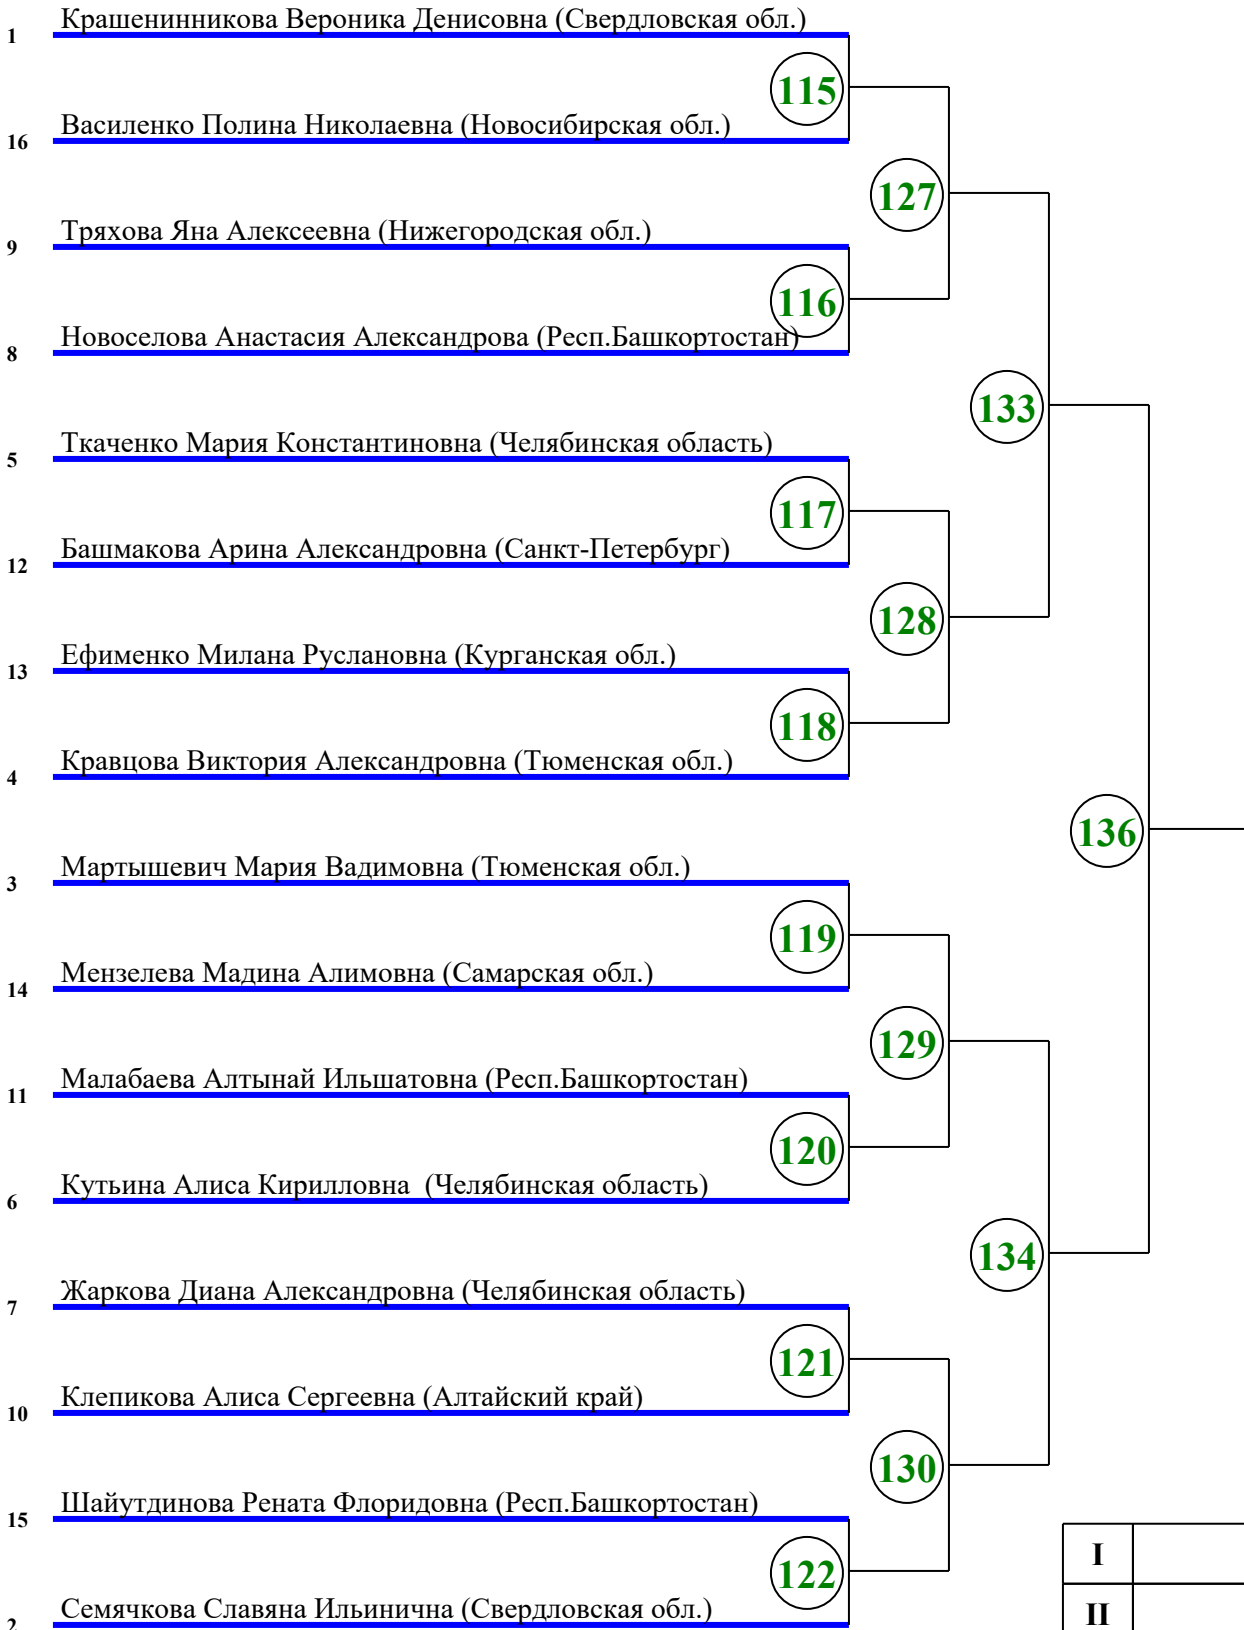 Крашенинникова Вероника Денисовна (Свердловская обл.)
1
115
Василенко Полина Николаевна (Новосибирская обл.)
16
127
Тряхова Яна Алексеевна (Нижегородская обл.)
9
116
Новоселова Анастасия Александрова (Респ.Башкортостан)
8
133
Ткаченко Мария Константиновна (Челябинская область)
5
117
Башмакова Арина Александровна (Санкт-Петербург)
12
128
Ефименко Милана Руслановна (Курганская обл.)
13
118
Кравцова Виктория Александровна (Тюменская обл.)
4
136
Мартышевич Мария Вадимовна (Тюменская обл.)
3
119
Мензелева Мадина Алимовна (Самарская обл.)
14
129
Малабаева Алтынай Ильшатовна (Респ.Башкортостан)
11
120
Кутьина Алиса Кирилловна  (Челябинская область)
6
134
Жаркова Диана Александровна (Челябинская область)
7
121
Клепикова Алиса Сергеевна (Алтайский край)
10
130
Шайутдинова Рената Флоридовна (Респ.Башкортостан)
15
I
122
Семячкова Славяна Ильинична (Свердловская обл.)
2
II